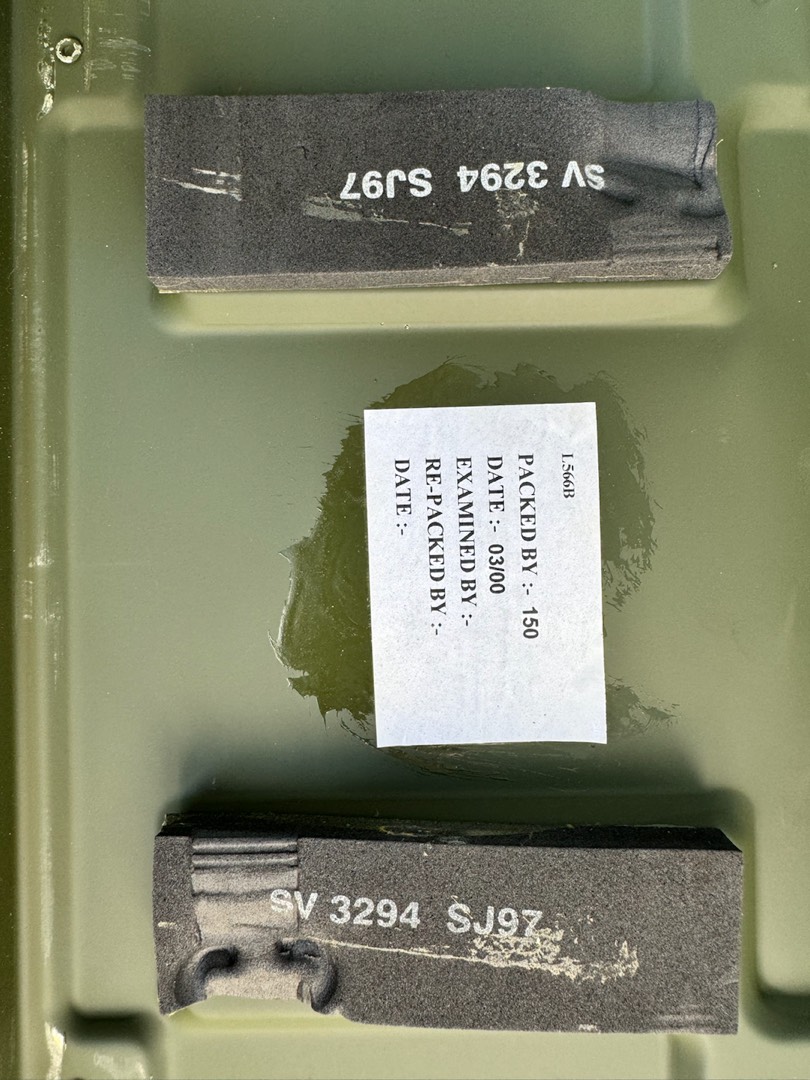 SV 3294 SJ97
L566B
PACKED BY :- 150
DATE :- 03/00
EXAMINED BY :-
RE-PACKED BY :-
DATE :-
SV 3294 SJ97